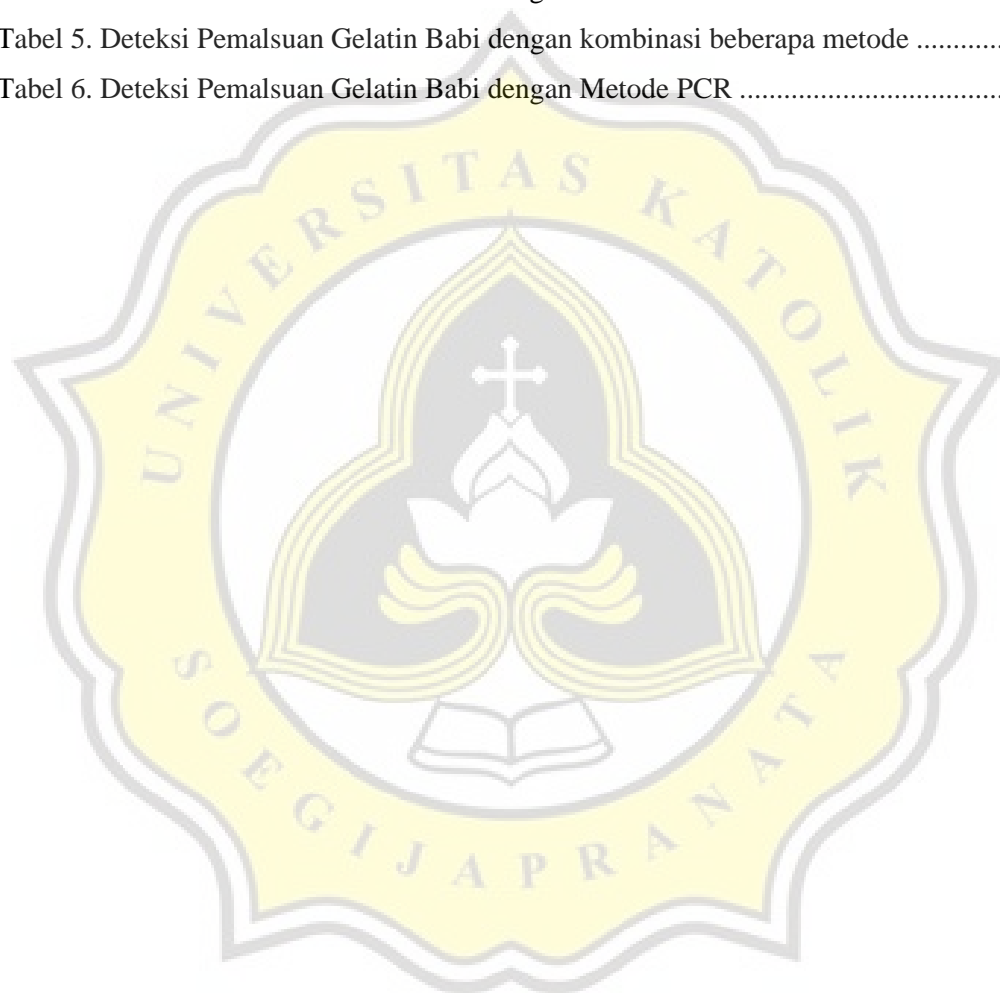 Tabel 5. Deteksi Pemalsuan Gelatin Babi dengan kombinasi beberapa metode ............
Tabel 6. Deteksi Pemalsuan Gelatin Babi dengan Metode PCR ....................................
UNIVERSITAS KATOLIK
SOEGIJAPRANATA